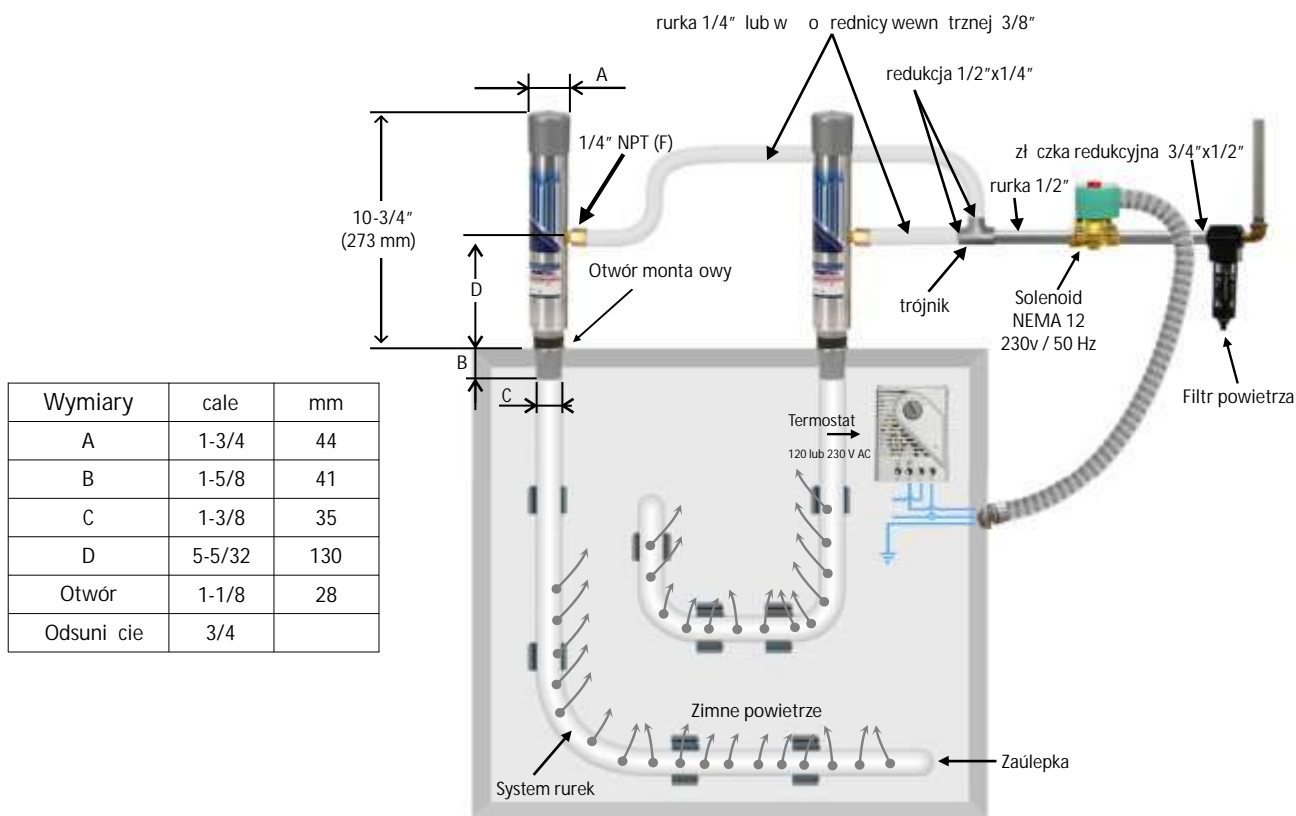 rurka 1/4" lub w o rednicy wewn trznej 3/8"
A
redukcja 1/2"x1/4"
1/4" NPT (F)
zł czka redukcyjna 3/4"x1/2"
rurka 1/2"
10-3/4"
(273 mm)
D
Otwór monta owy
trójnik
Solenoid
NEMA 12
230v / 50 Hz
B
C
Filtr powietrza
Termostat
120 lub 230 V AC
Wymiary cale mm
A 1-3/4 44
B 1-5/8 41
C 1-3/8 35
D 5-5/32 130
Otwór 1-1/8 28
Odsuni cie 3/4
Zimne powietrze
System rurek
Zaúlepka